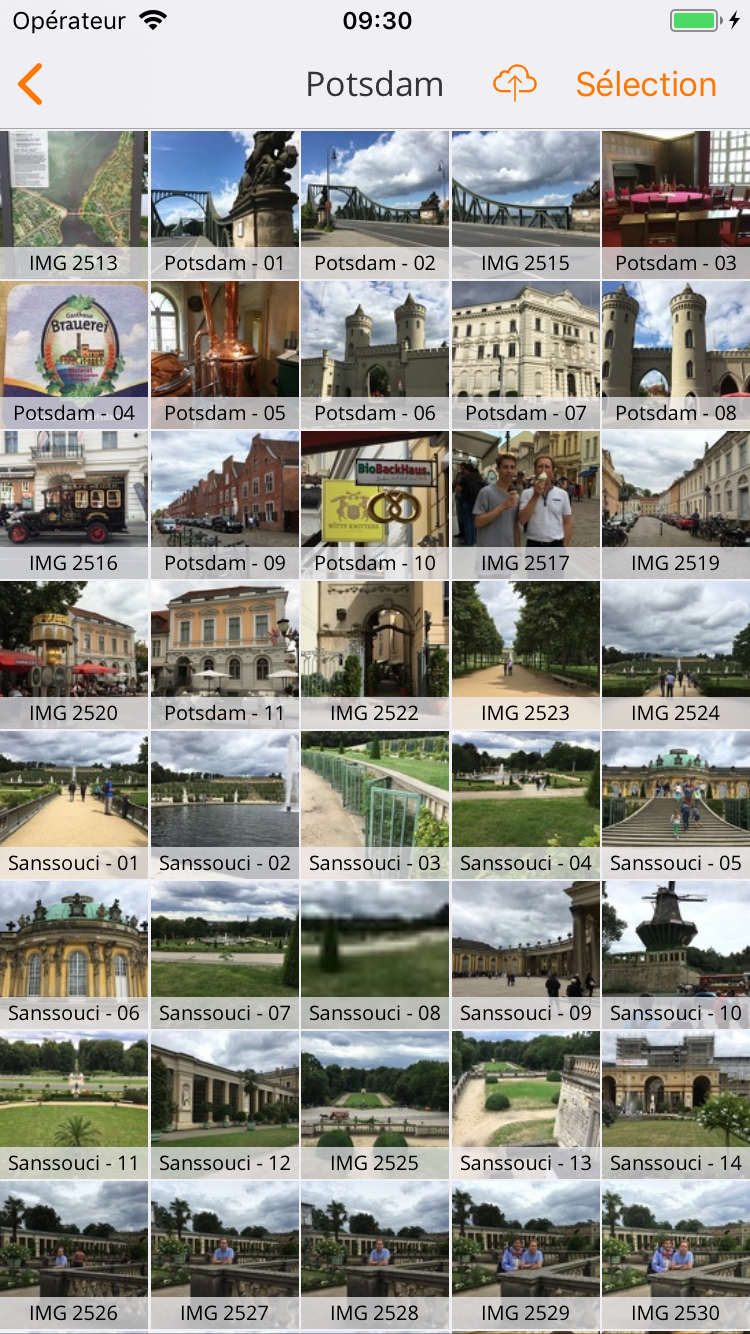 Opérateur 09:30
Potsdam Sélection
IMG 2513 Potsdam - 01 Potsdam - 02 IMG 2515 Potsdam - 03
Gasthaus
Brauerei
Meierei
Potsdam - 04 Potsdam - 05 Potsdam - 06 Potsdam - 07 Potsdam - 08
BioBackHaus
WÜTTY KNITTERS
IMG 2516 Potsdam - 09 Potsdam - 10 IMG 2517 IMG 2519
IMG 2520 Potsdam - 11 IMG 2522 IMG 2523 IMG 2524
Sanssouci - 01 Sanssouci - 02 Sanssouci - 03 Sanssouci - 04 Sanssouci - 05
Sanssouci - 06 Sanssouci - 07 Sanssouci - 08 Sanssouci - 09 Sanssouci - 10
Sanssouci - 11 Sanssouci - 12 IMG 2525 Sanssouci - 13 Sanssouci - 14
IMG 2526 IMG 2527 IMG 2528 IMG 2529 IMG 2530